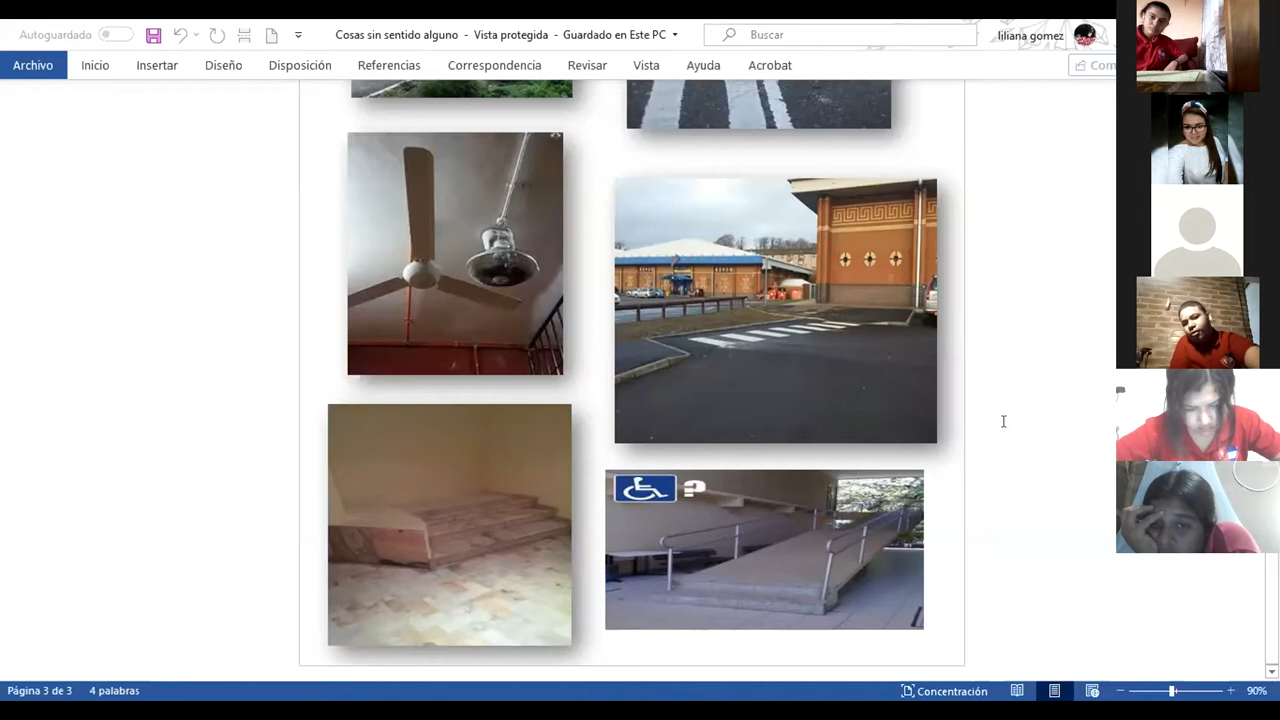 Autoguardado
Cosas sin sentido alguno - Vista protegida - Guardado en Este PC
Buscar
liliana gomez
Archivo Inicio Insertar Diseño Disposición Referencias Correspondencia Revisar Vista Ayuda Acrobat
?
Página 3 de 3 4 palabras
Concentración
90%